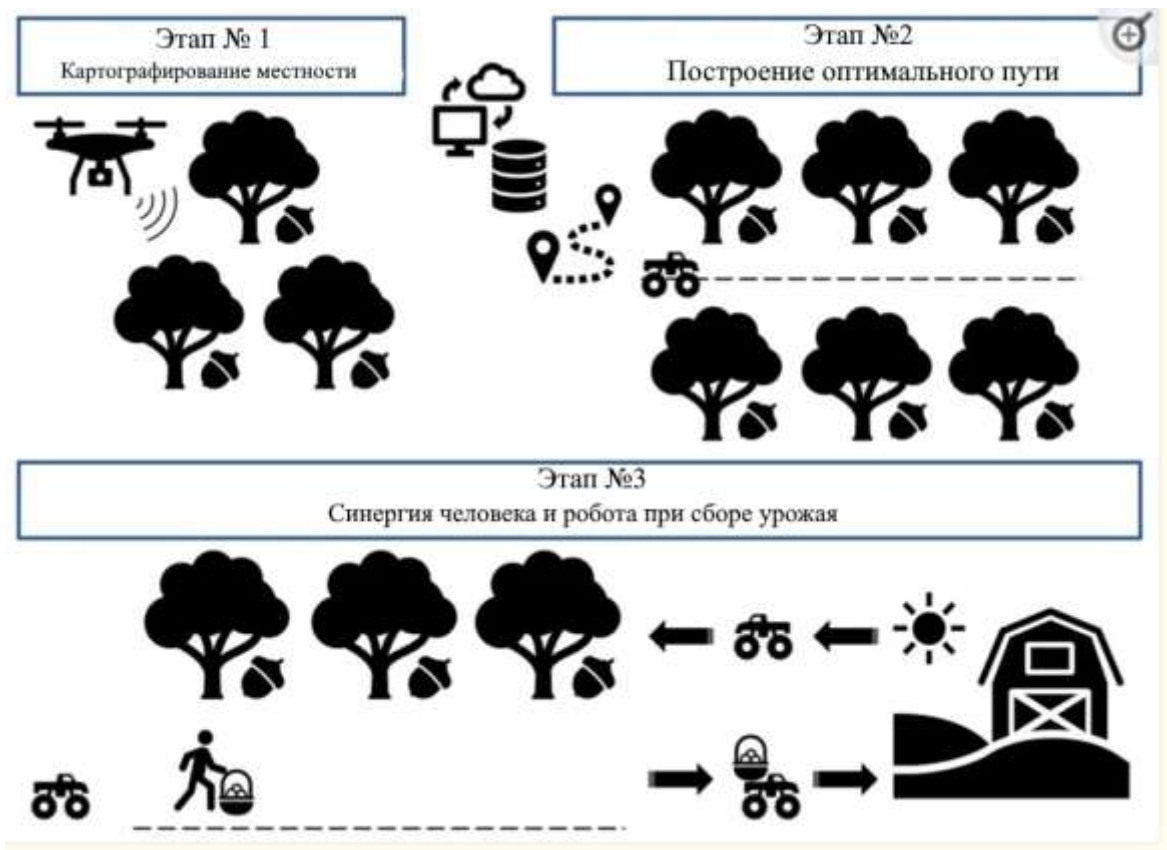 Этап № 1
Картографирование местности
Этап №2
Построение оптимального пути
Этап №3
Синергия человека и робота при сборе урожая